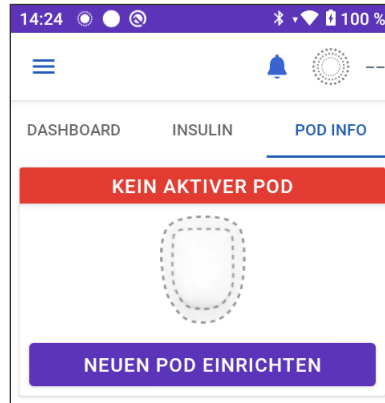 14:24 100 %
--
DASHBOARD INSULIN POD INFO
KEIN AKTIVER POD
NEUEN POD EINRICHTEN